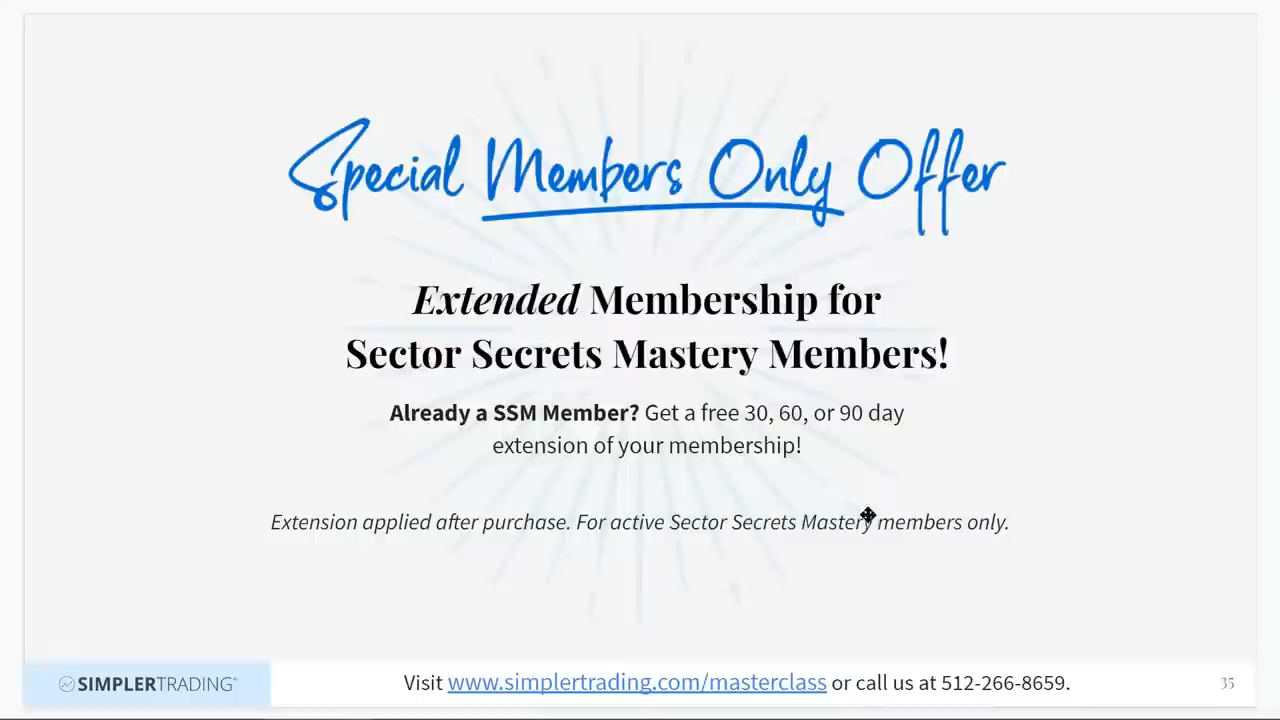 Special Members Only Offer
Extended Membership for
Sector Secrets Mastery Members!
Already a SSM Member? Get a free 30, 60, or 90 day
extension of your membership!
Extension applied after purchase. For active Sector Secrets Mastery members only.
SIMPLERTRADING
Visit www.simplertrading.com/masterclass or call us at 512-266-8659.
35